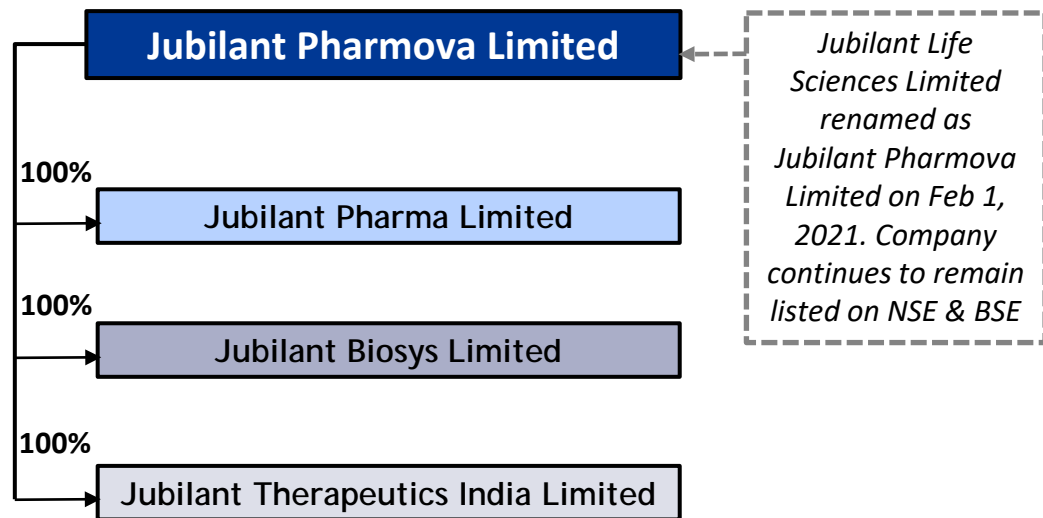 Jubilant Pharmova Limited
Jubilant Life
Sciences Limited
renamed as
Jubilant Pharmova
Limited on Feb 1,
2021. Company
continues to remain
listed on NSE & BSE
100%
Jubilant Pharma Limited
100%
Jubilant Biosys Limited
100%
Jubilant Therapeutics India Limited